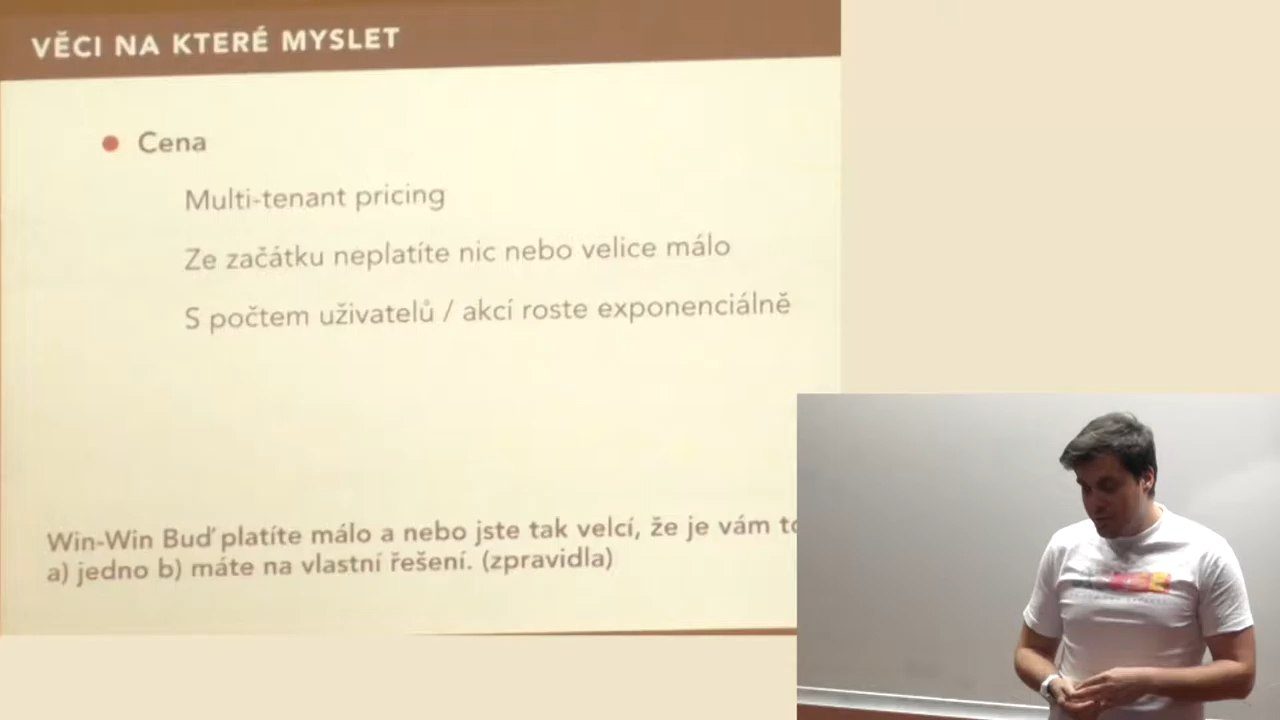 VĚCI NA KTERÉ MYSLET
Cena
Multi-tenant pricing
Ze začátku neplatíte nic nebo velice málo
S počtem uživatelů / akcí roste exponenciálně
Win-Win Buď platíte málo a nebo jste tak velcí, že je vám
a) jedno b) máte na vlastní řešení. (zpravidla)